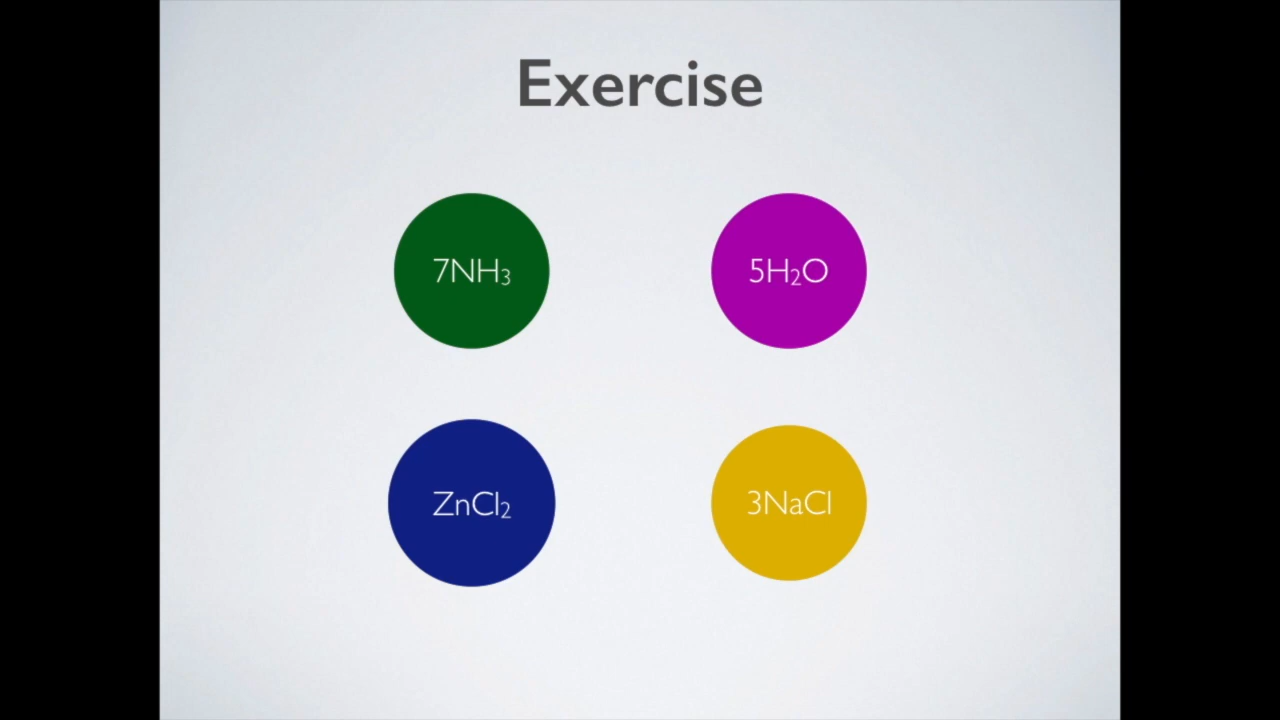 Exercise
7NH₃
5H₂O
ZnCl₂
3NaCl